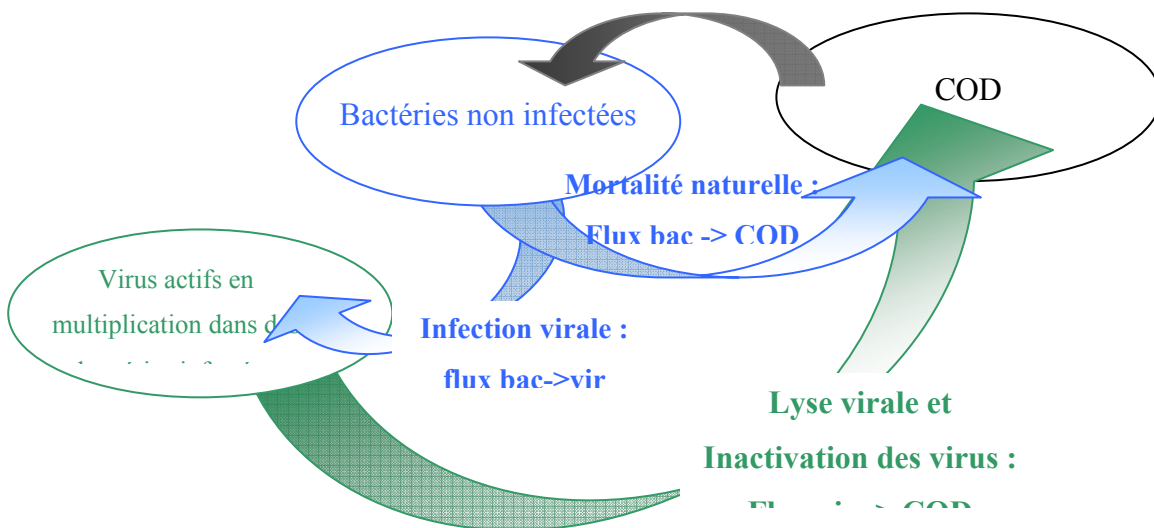 COD
Bactéries non infectées
Mortalité naturelle :
Flux bac -> COD
Virus actifs en
multiplication dans
Infection virale :
flux bac->vir
Lyse virale et
Inactivation des virus :
-> COD